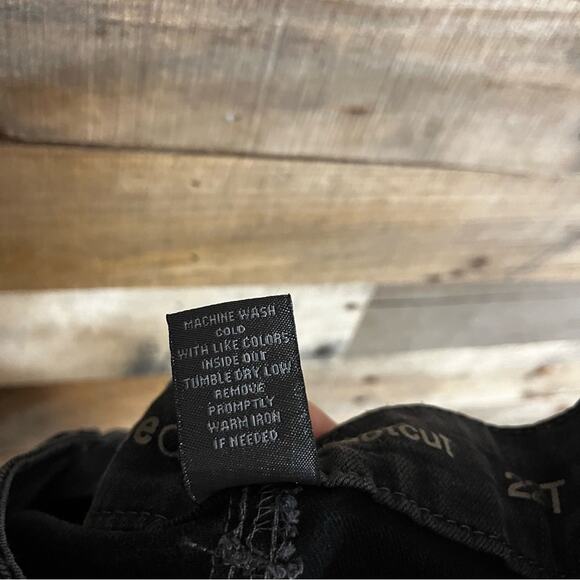 MACHINE WASH
COLD
WITH LIKE COLORS
INSIDE OUT
TUMBLE DRY LOW
REMOVE
PROMPTLY
WARM IRON
IF NEEDED